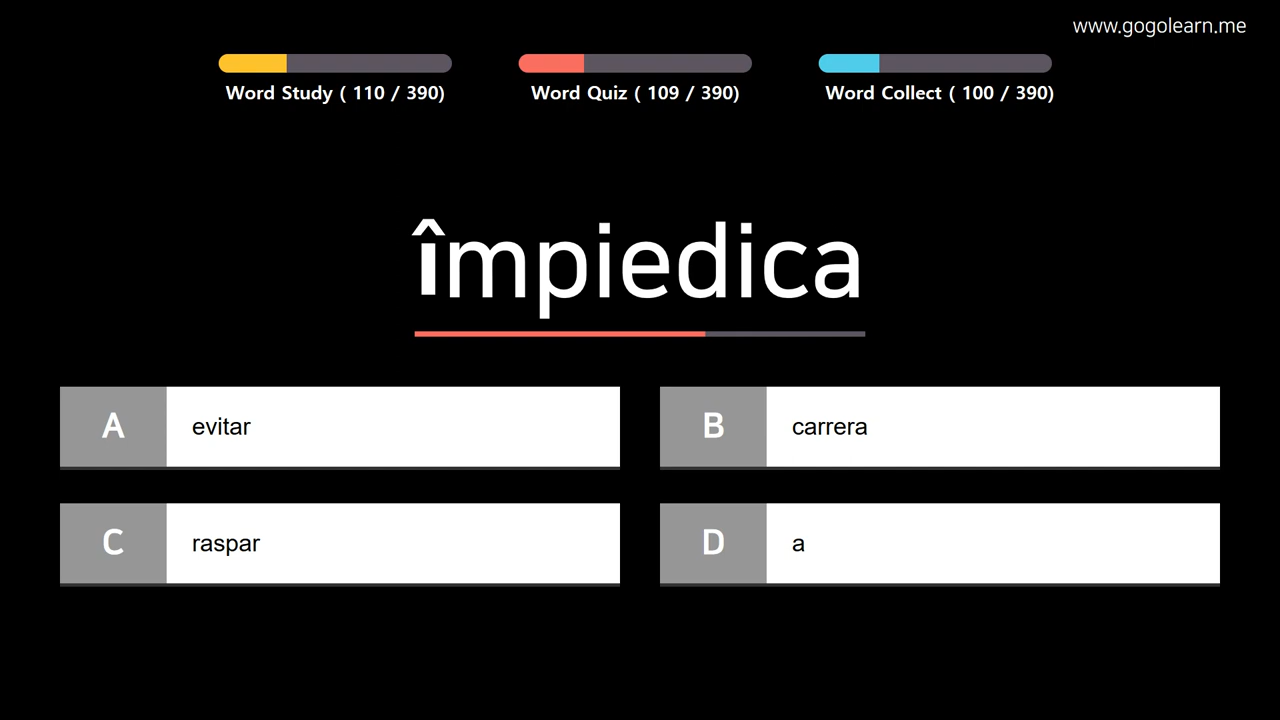 www.gogolearn.me
Word Study ( 110 / 390)
Word Quiz ( 109 / 390)
Word Collect ( 100 / 390)
împiedica
A evitar
B carrera
C raspar
D a